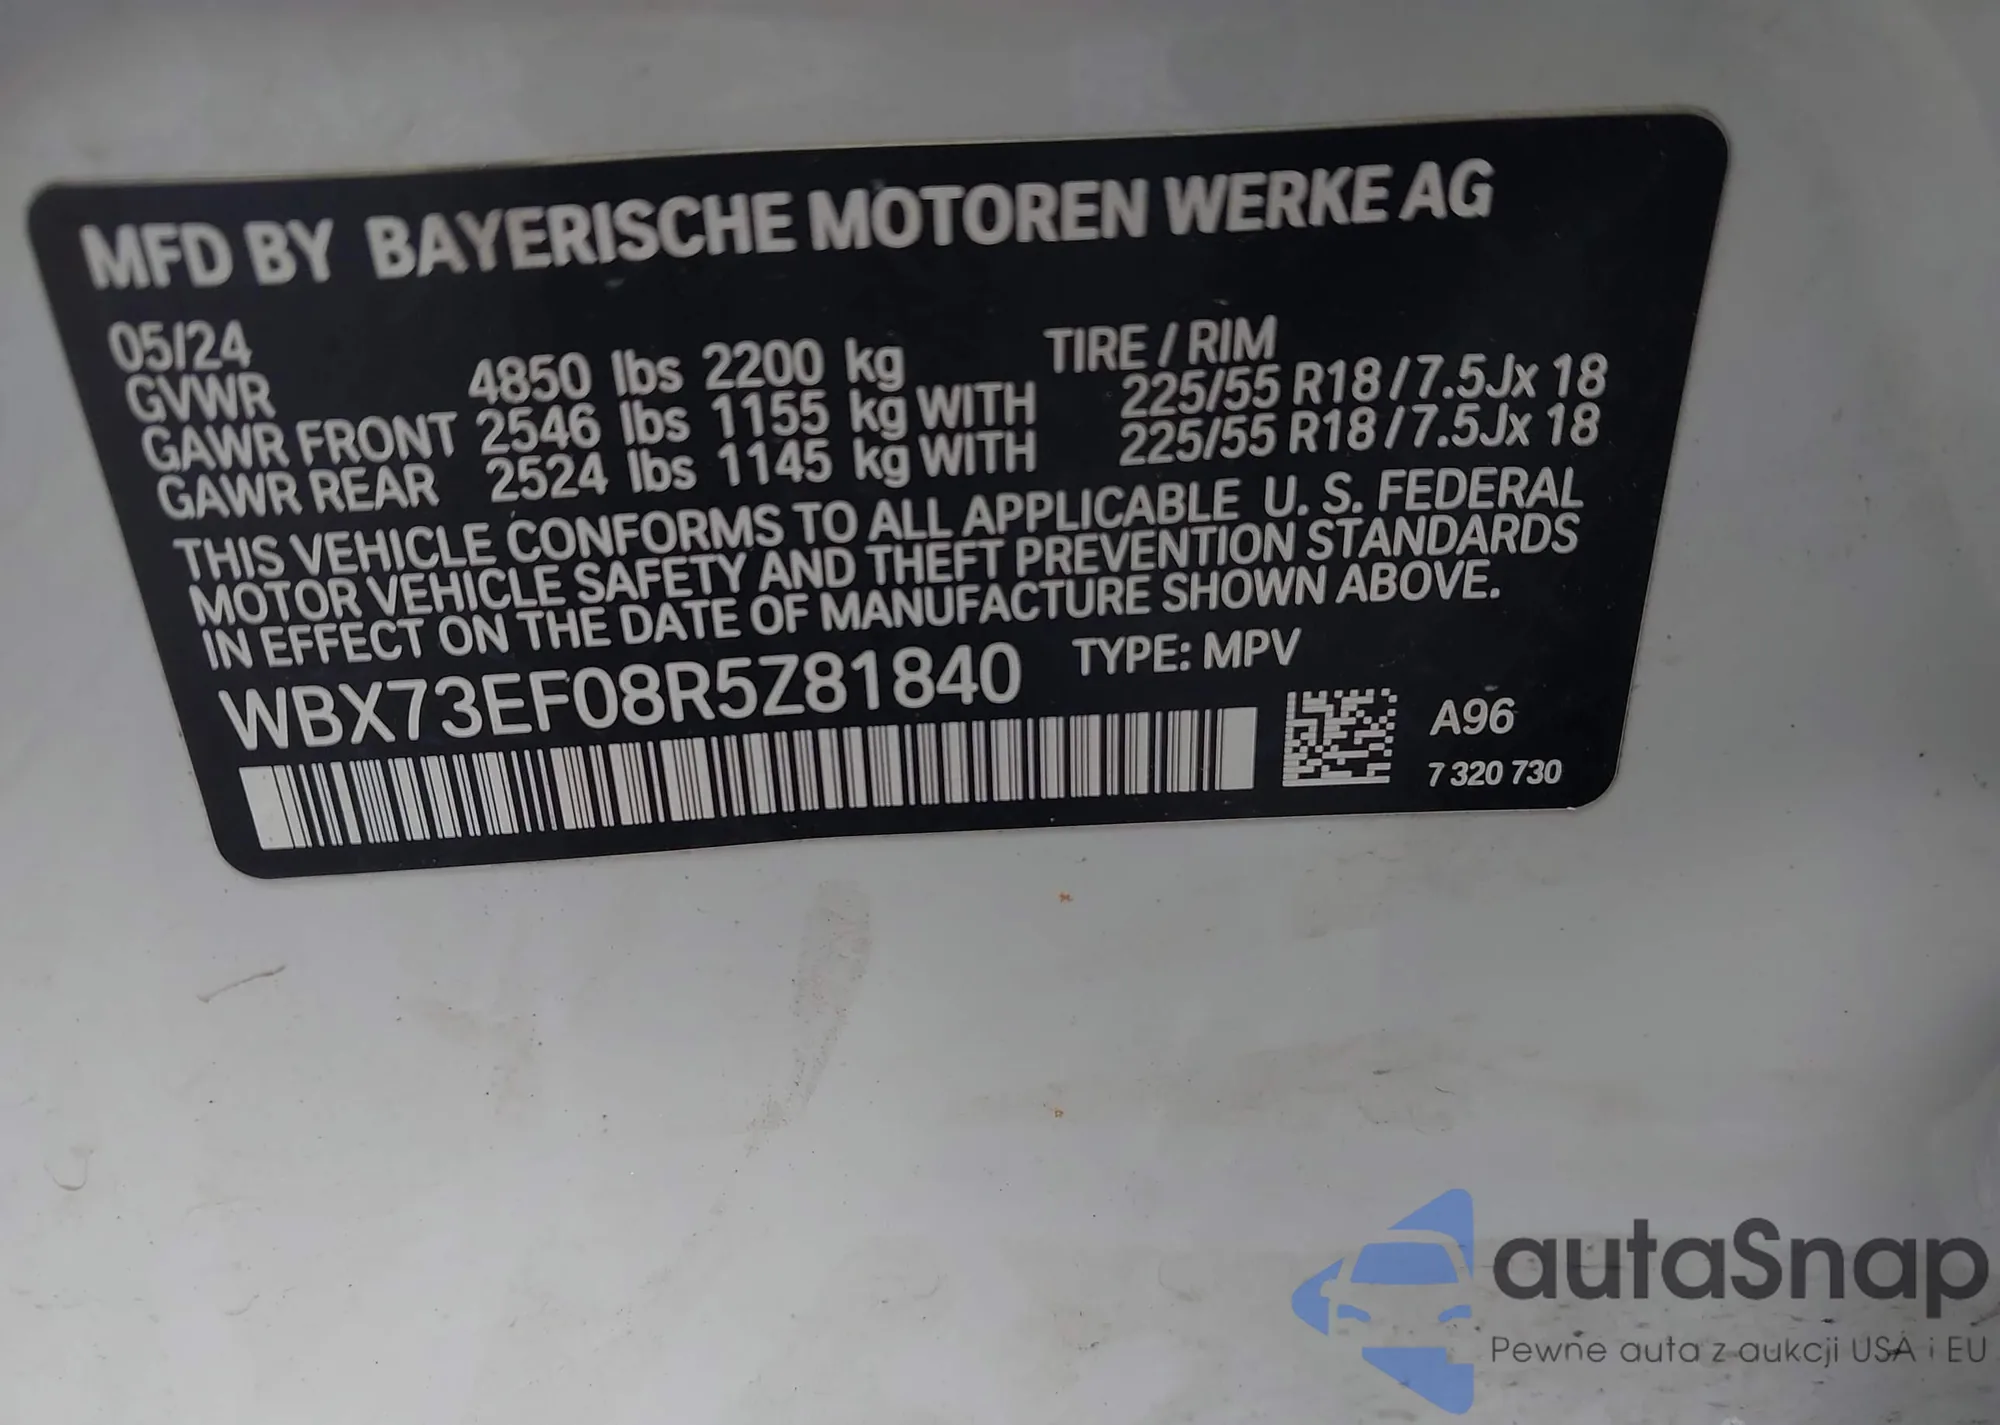 MFD BY BAYERISCHE MOTOREN WERKE AG
05/24 TIRE / RIM
GVWR 4850 lbs 2200 kg
GAWR FRONT 2546 lbs 1155 kg WITH 225/55 R18 / 7.5Jx 18
GAWR REAR 2524 lbs 1145 kg WITH 225/55 R18 / 7.5Jx 18
THIS VEHICLE CONFORMS TO ALL APPLICABLE U. S. FEDERAL
MOTOR VEHICLE SAFETY AND THEFT PREVENTION STANDARDS
IN EFFECT ON THE DATE OF MANUFACTURE SHOWN ABOVE.
WBX73EF08R5Z81840 TYPE: MPV
A96
7 320 730
autaSnap
Pewne auta z aukcji USA i EU